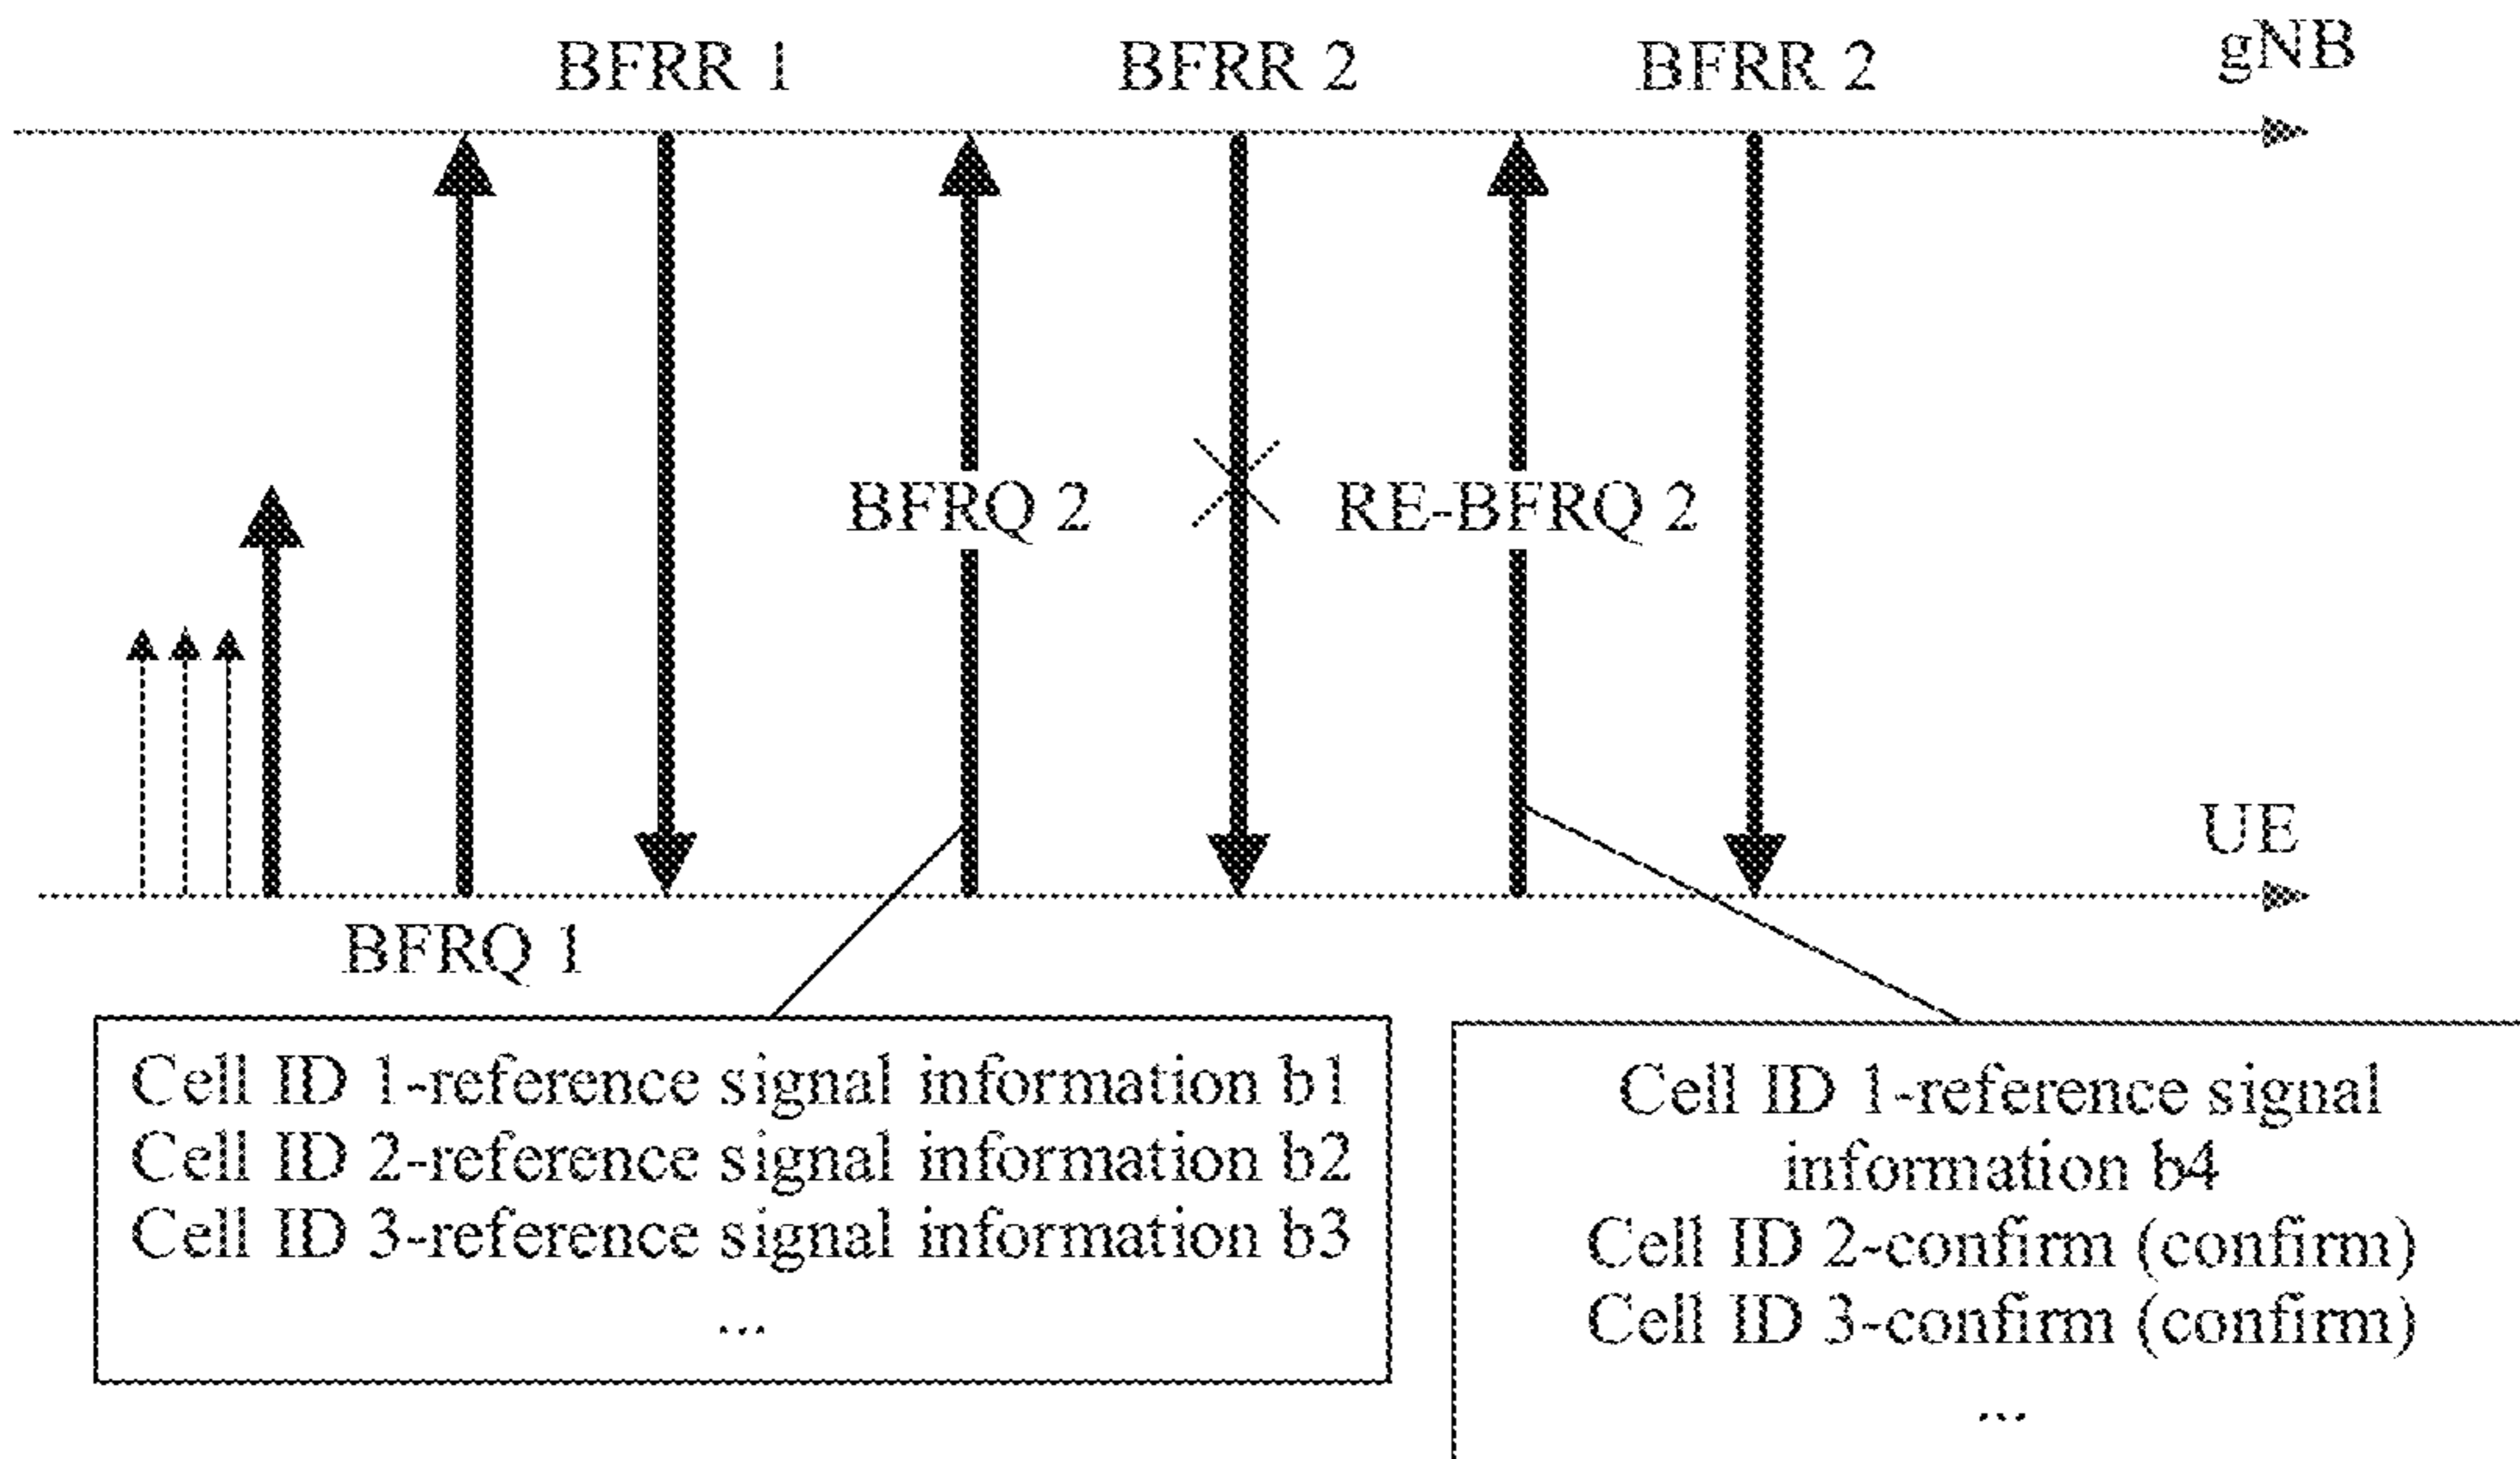 BFRR 1 BFRR 2 BFRR 2 gNB
BFRQ 2 RE-BFRQ 2
UE
BFRQ 1
Cell ID 1-reference signal information b1
Cell ID 2-reference signal information b2
Cell ID 3-reference signal information b3
...
Cell ID 1-reference signal
information b4
Cell ID 2-confirm (confirm)
Cell ID 3-confirm (confirm)
...